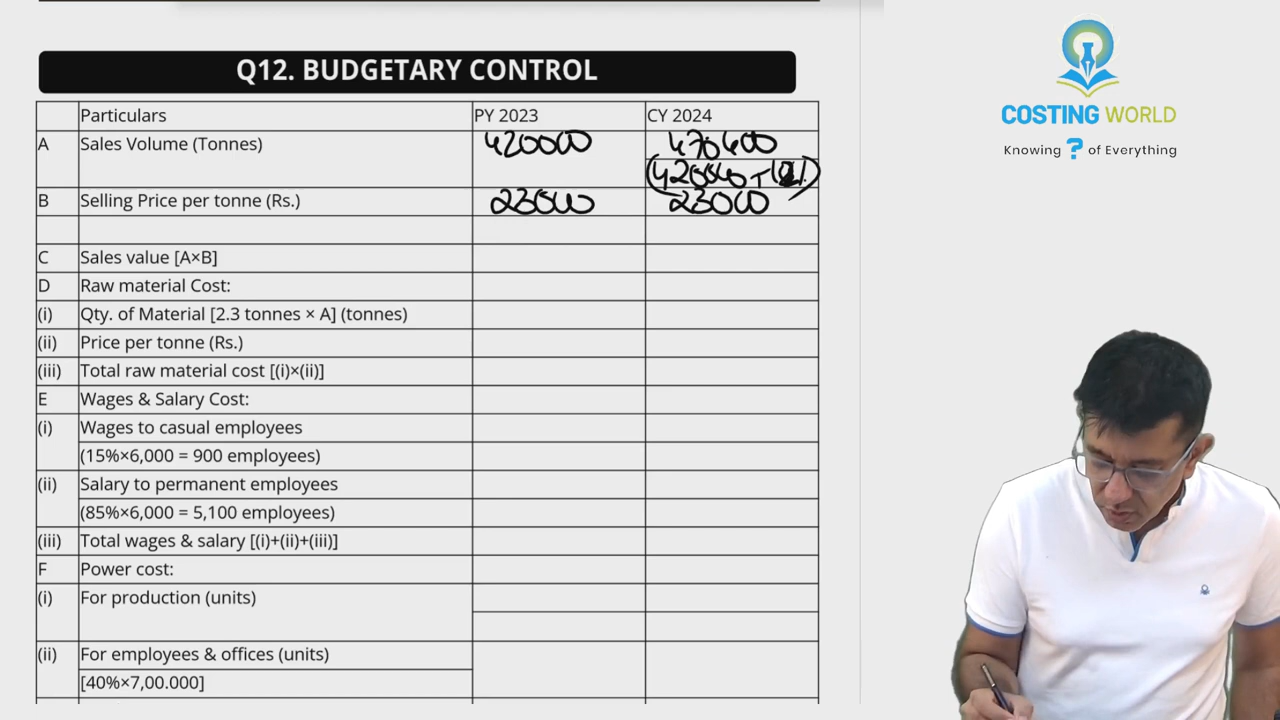 Q12. BUDGETARY CONTROL
COSTING WORLD
Knowing ? of Everything
Particulars PY 2023 CY 2024
A Sales Volume (Tonnes) 420000 470400
(420000 + 12%)
B Selling Price per tonne (Rs.) 23000 23000
C Sales value [A×B]
D Raw material Cost:
(i) Qty. of Material [2.3 tonnes × A] (tonnes)
(ii) Price per tonne (Rs.)
(iii) Total raw material cost [(i)×(ii)]
E Wages & Salary Cost:
(i) Wages to casual employees
(15%×6,000 = 900 employees)
(ii) Salary to permanent employees
(85%×6,000 = 5,100 employees)
(iii) Total wages & salary [(i)+(ii)+(iii)]
F Power cost:
(i) For production (units)
(ii) For employees & offices (units)
[40%×7,00.000]